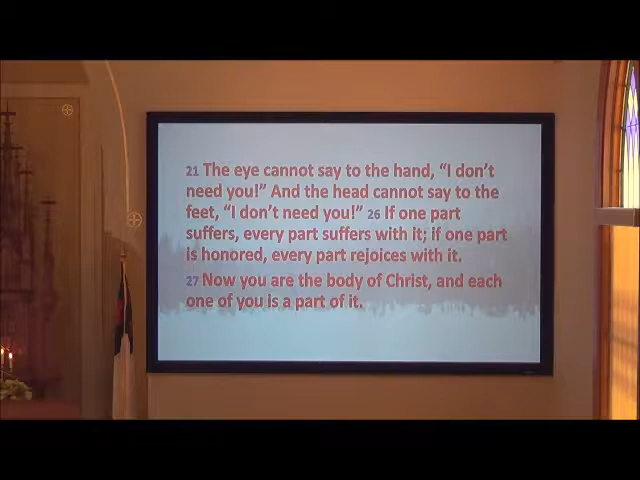 21 The eye cannot say to the hand, “I don’t
need you!” And the head cannot say to the
feet, “I don’t need you!” 26 If one part
suffers, every part suffers with it; if one part
is honored, every part rejoices with it.
27 Now you are the body of Christ, and each
one of you is a part of it.